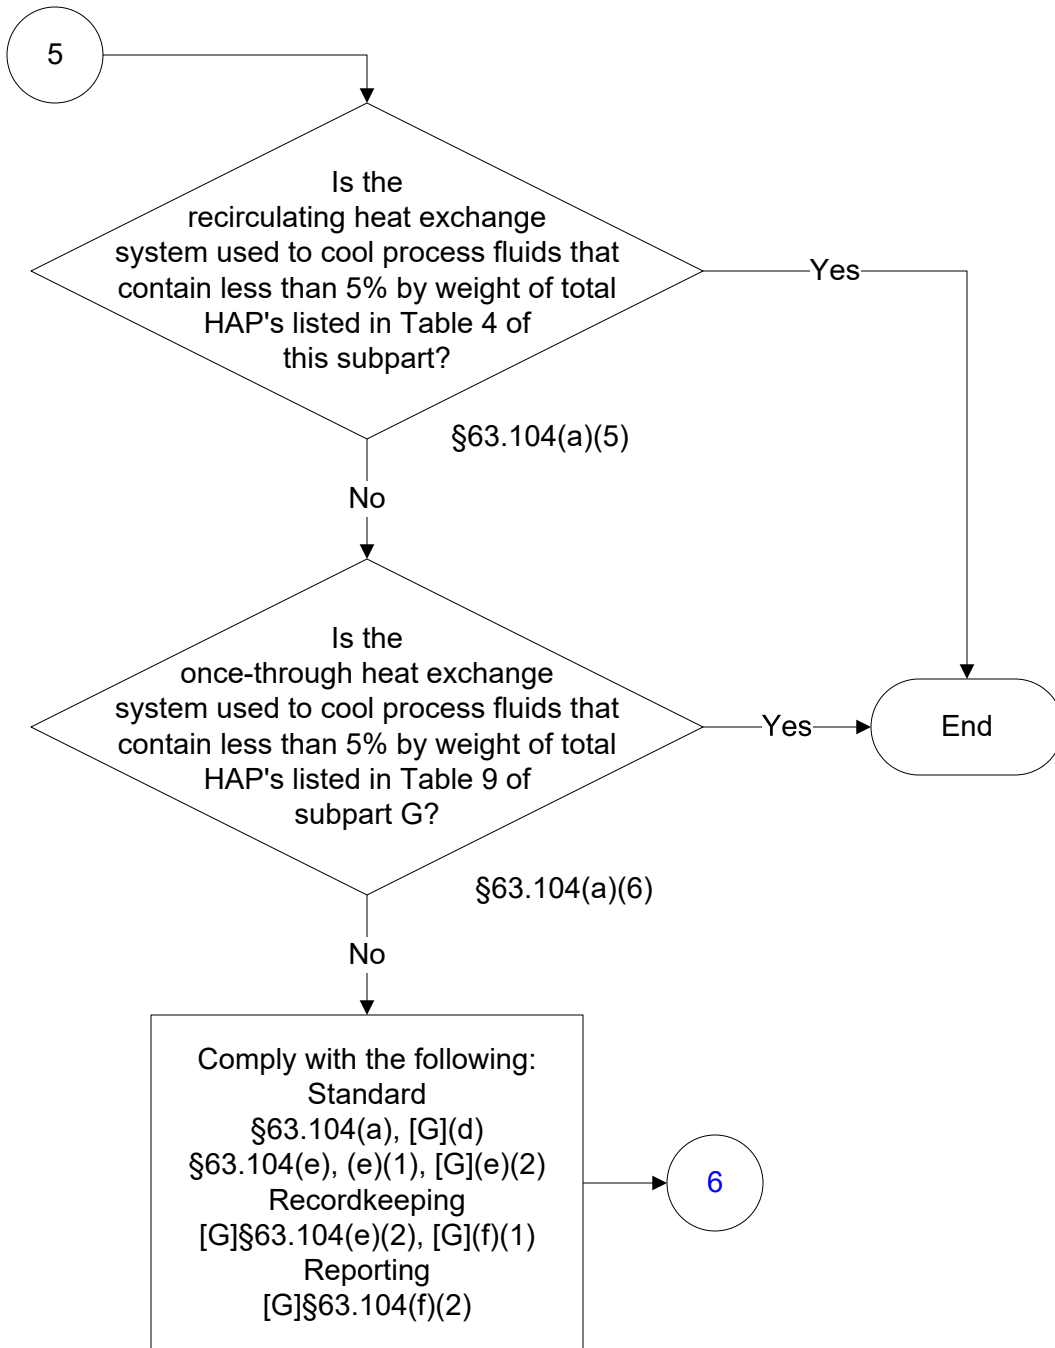 5
Is the
recirculating heat exchange
system used to cool process fluids that
contain less than 5% by weight of total
HAP's listed in Table 4 of
this subpart?
Yes
§63.104(a)(5)
No
Is the
once-through heat exchange
system used to cool process fluids that
contain less than 5% by weight of total
HAP's listed in Table 9 of
subpart G?
Yes
End
§63.104(a)(6)
No
Comply with the following:
Standard
§63.104(a), [G](d)
§63.104(e), (e)(1), [G](e)(2)
Recordkeeping
[G]§63.104(e)(2), [G](f)(1)
Reporting
[G]§63.104(f)(2)
6